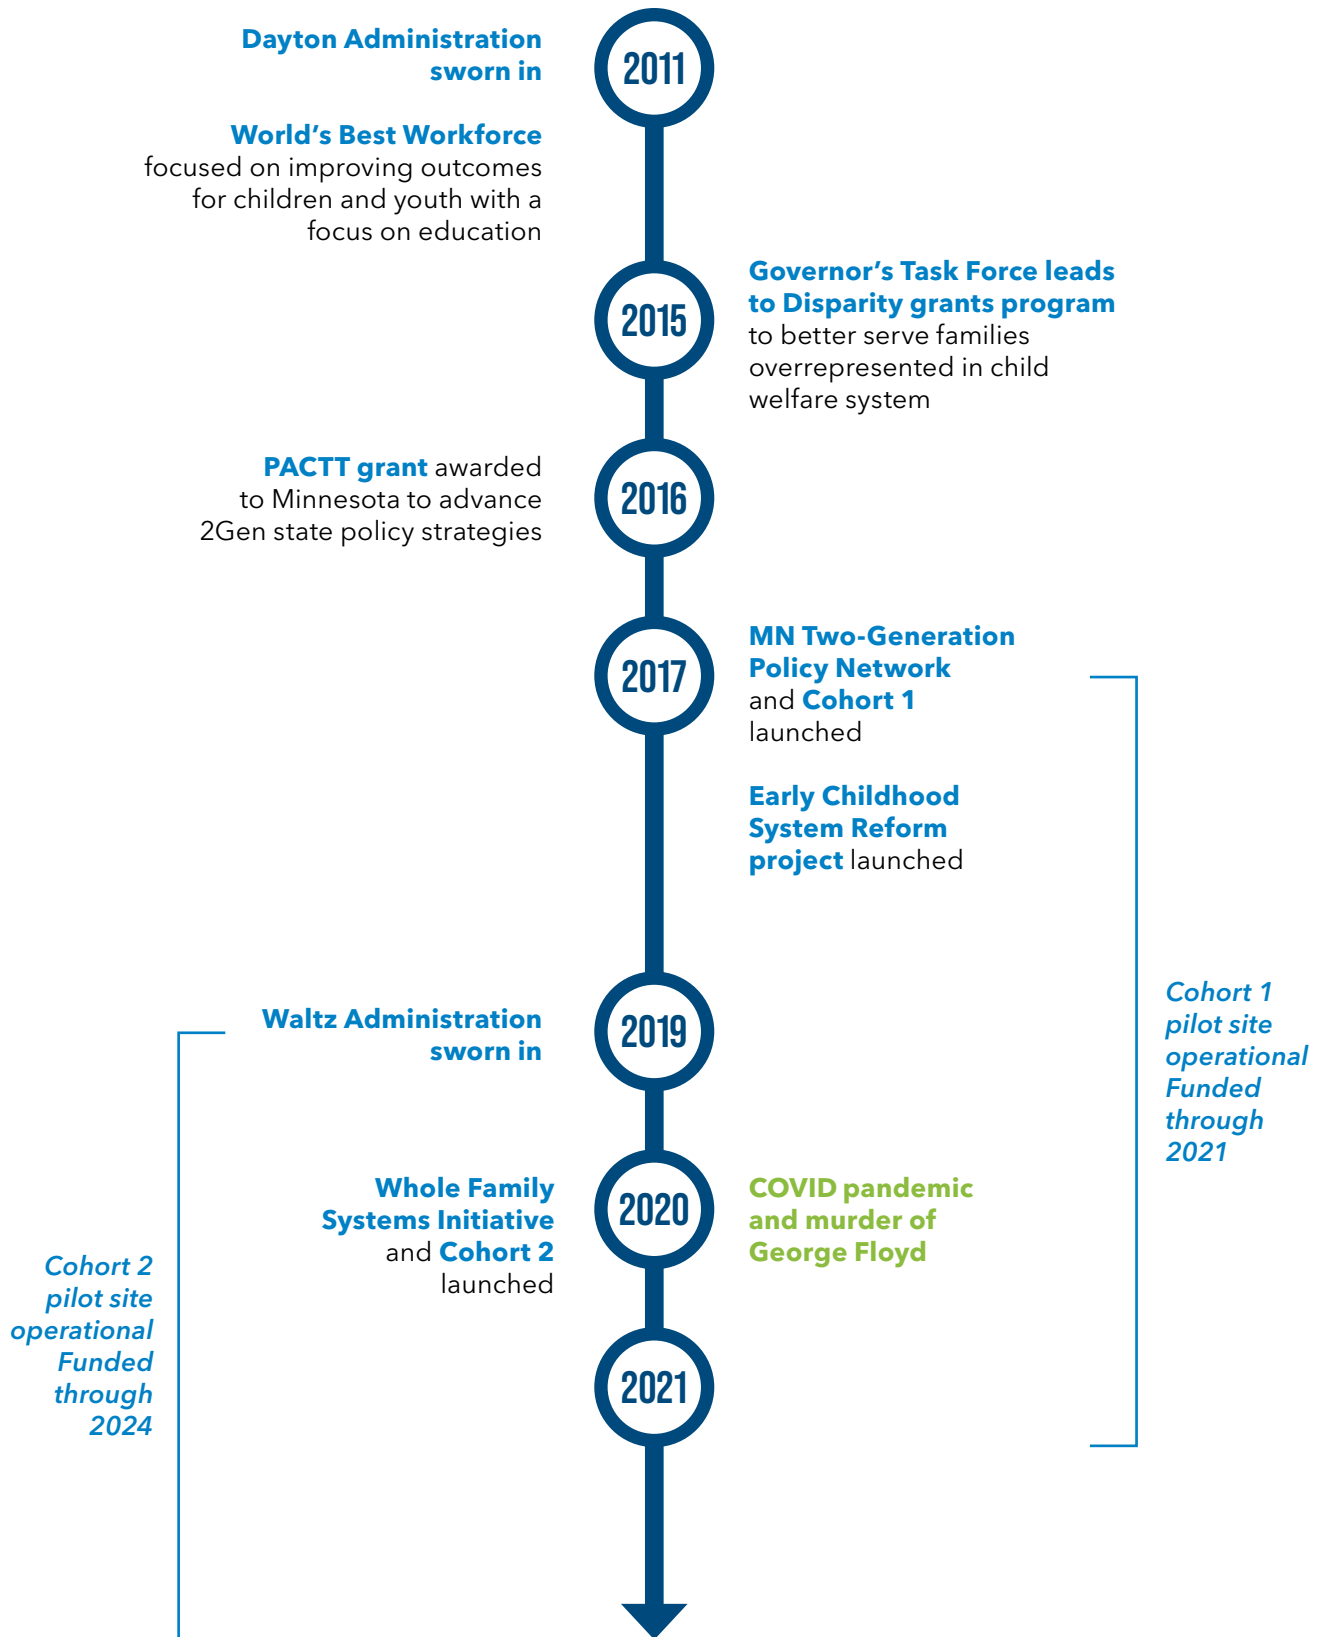 Dayton Administration
sworn in
2011
World’s Best Workforce
focused on improving outcomes
for children and youth with a
focus on education
2015
Governor’s Task Force leads
to Disparity grants program
to better serve families
overrepresented in child
welfare system
PACTT grant awarded
to Minnesota to advance
2Gen state policy strategies
2016
2017
MN Two-Generation
Policy Network
and Cohort 1
launched
Early Childhood
System Reform
project launched
Cohort 1
pilot site
operational
Funded
through
2021
Waltz Administration
sworn in
2019
Whole Family
Systems Initiative
and Cohort 2
launched
2020
COVID pandemic
and murder of
George Floyd
Cohort 2
pilot site
operational
Funded
through
2024
2021